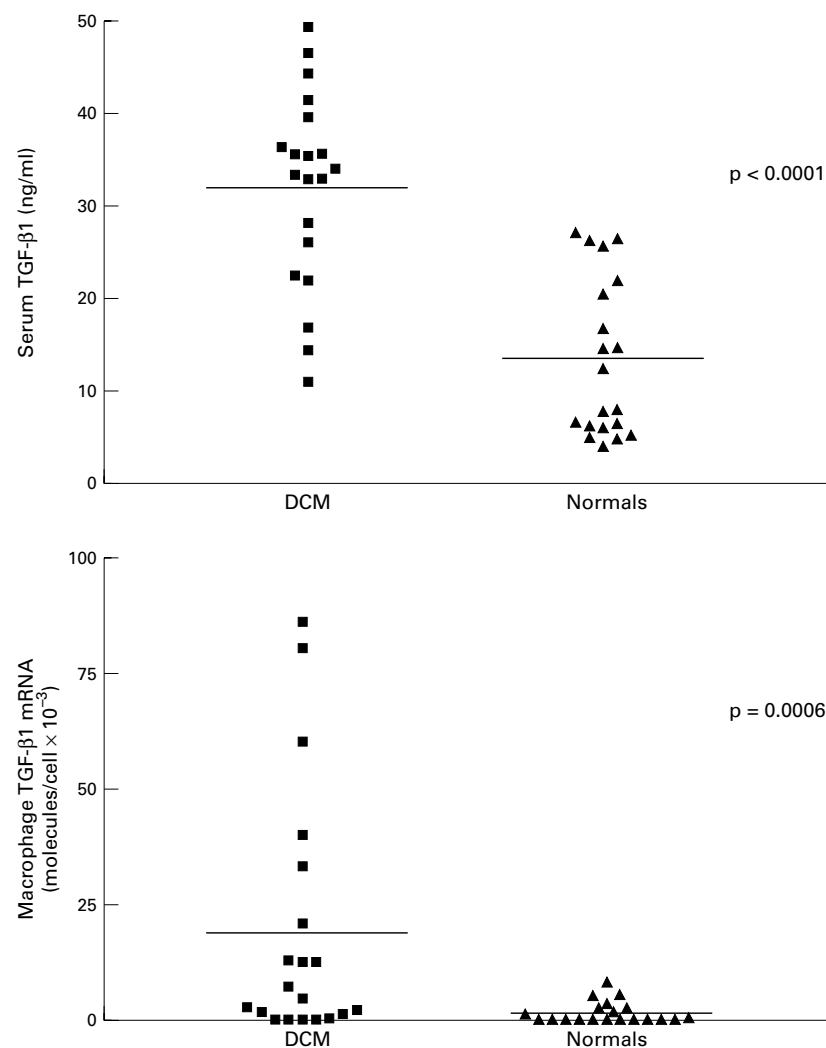 50
40
30
20
10
0
Serum TGF-β1 (ng/ml)
p < 0.0001
DCM Normals
100
75
50
25
0
Macrophage TGF-β1 mRNA
(molecules/cell × 10⁻³)
p = 0.0006
DCM Normals